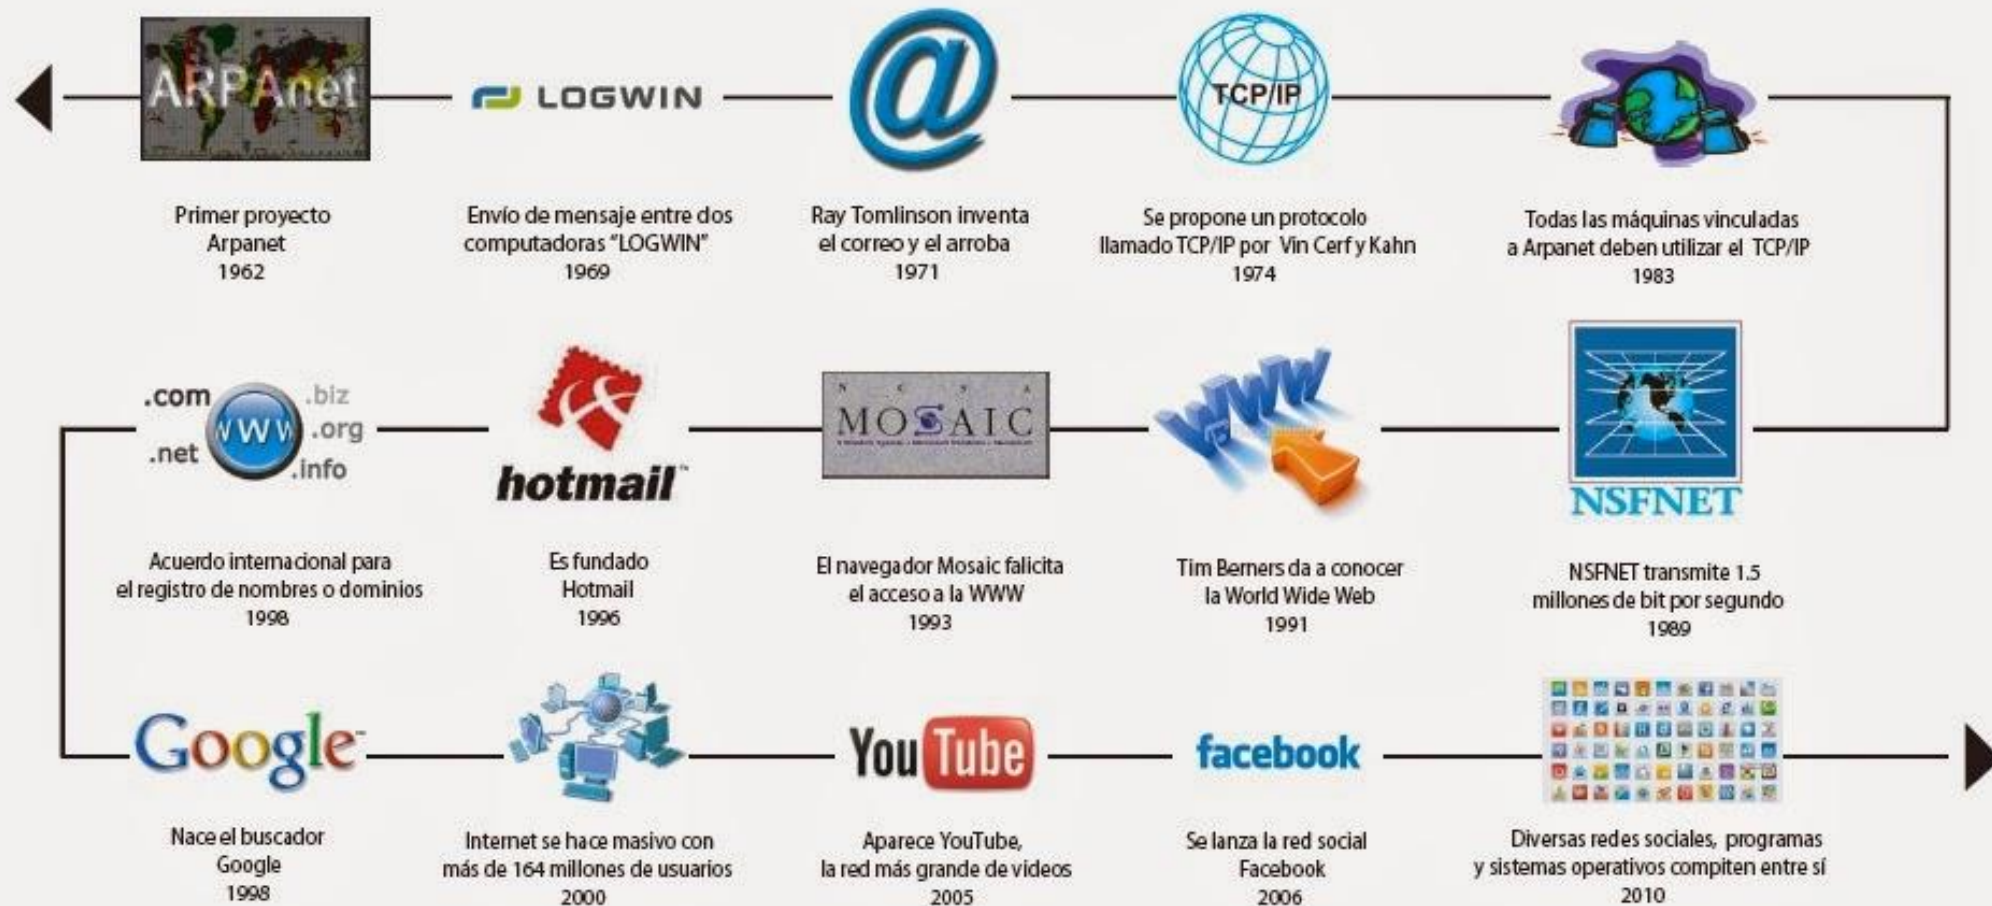 ARPAnet
LOGWIN
@
TCP/IP
Primer proyecto
Arpanet
1962
Envío de mensaje entre dos
computadoras "LOGWIN"
1969
Ray Tomlinson inventa
el correo y el arroba
1971
Se propone un protocolo
llamado TCP/IP por Vin Cerf y Kahn
1974
Todas las máquinas vinculadas
a Arpanet deben utilizar el TCP/IP
1983
.com
.net
www
.biz
.org
.info
hotmail™
N C S A
MOSAIC
WWW
NSFNET
Acuerdo internacional para
el registro de nombres o dominios
1998
Es fundado
Hotmail
1996
El navegador Mosaic falicita
el acceso a la WWW
1993
Tim Berners da a conocer
la World Wide Web
1991
NSFNET transmite 1.5
millones de bit por segundo
1989
Google™
YouTube
facebook
Nace el buscador
Google
1998
Internet se hace masivo con
más de 164 millones de usuarios
2000
Aparece YouTube,
la red más grande de videos
2005
Se lanza la red social
Facebook
2006
Diversas redes sociales, programas
y sistemas operativos compiten entre sí
2010